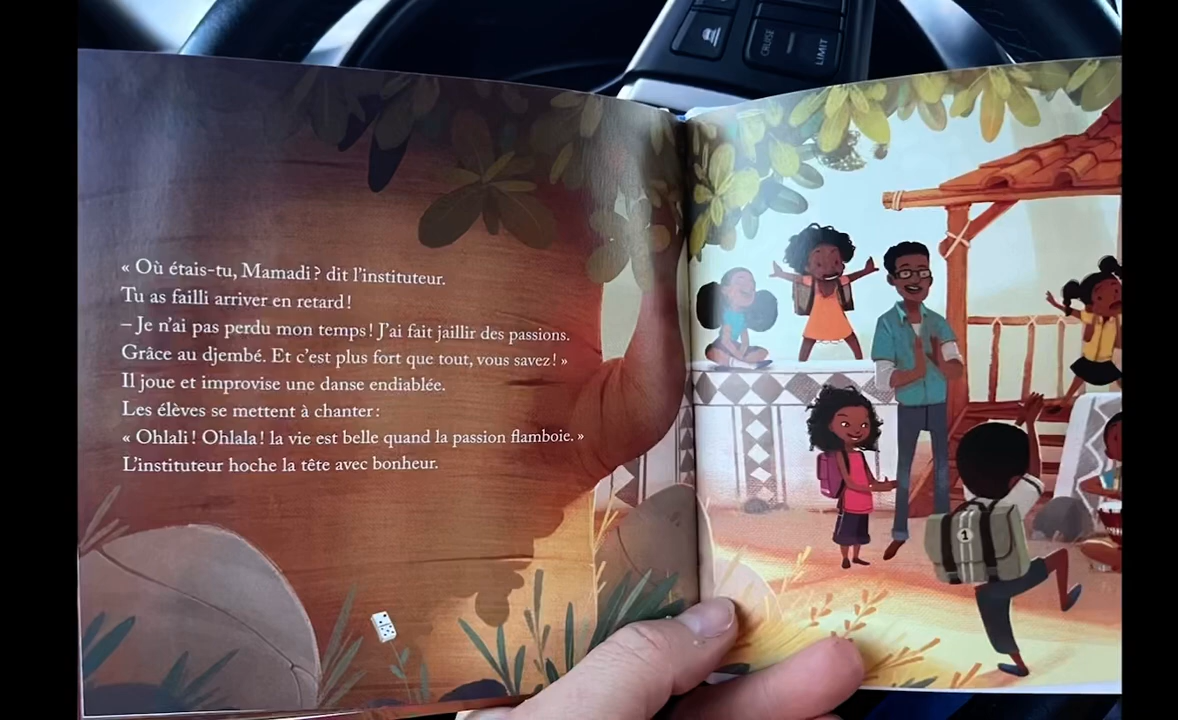 CRUISE
LIMIT
« Où étais-tu, Mamadi ? dit l'instituteur.
Tu as failli arriver en retard !
– Je n'ai pas perdu mon temps ! J'ai fait jaillir des passions.
Grâce au djembé. Et c'est plus fort que tout, vous savez ! »
Il joue et improvise une danse endiablée.
Les élèves se mettent à chanter :
« Ohlali ! Ohlala ! la vie est belle quand la passion flamboie. »
L'instituteur hoche la tête avec bonheur.
1